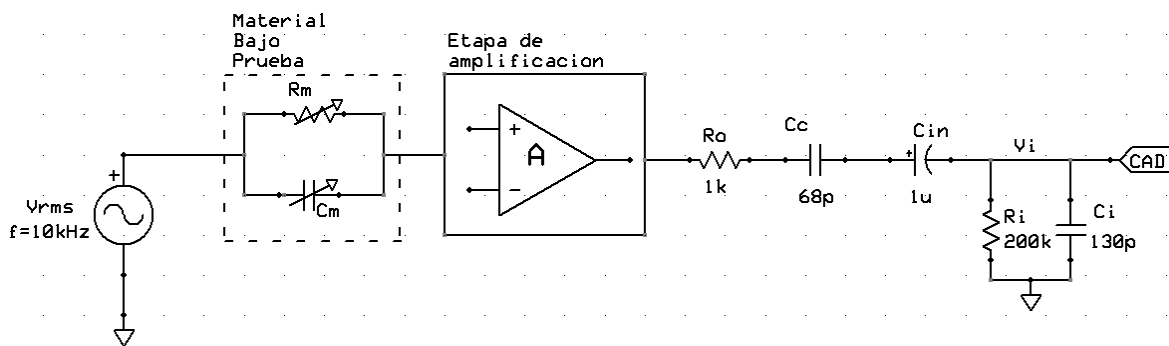 Material
Bajo
Prueba
Rm
Cm
+
Vrms
f=10kHz
Etapa de
amplificacion
+
A
-
Ro
1k
Cc
68p
Cin
+
1u
Vi
CAD
Ri
200k
Ci
130p